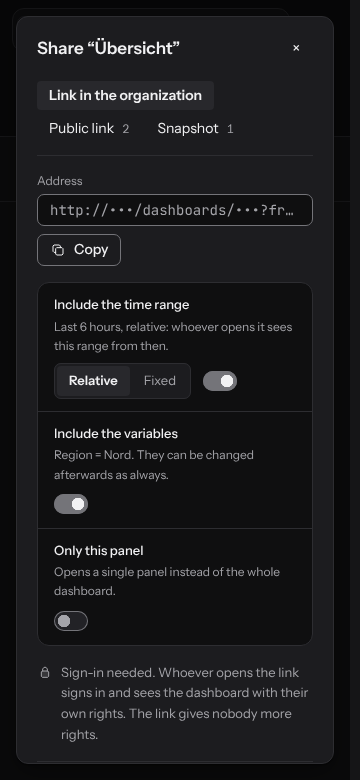 Share “Übersicht”
×
Link in the organization
Public link 2 Snapshot 1
Address
http://•••/dashboards/•••?fr…
Copy
Include the time range
Last 6 hours, relative: whoever opens it sees
this range from then.
Relative Fixed
Include the variables
Region = Nord. They can be changed
afterwards as always.
Only this panel
Opens a single panel instead of the whole
dashboard.
Sign-in needed. Whoever opens the link
signs in and sees the dashboard with their
own rights. The link gives nobody more
rights.